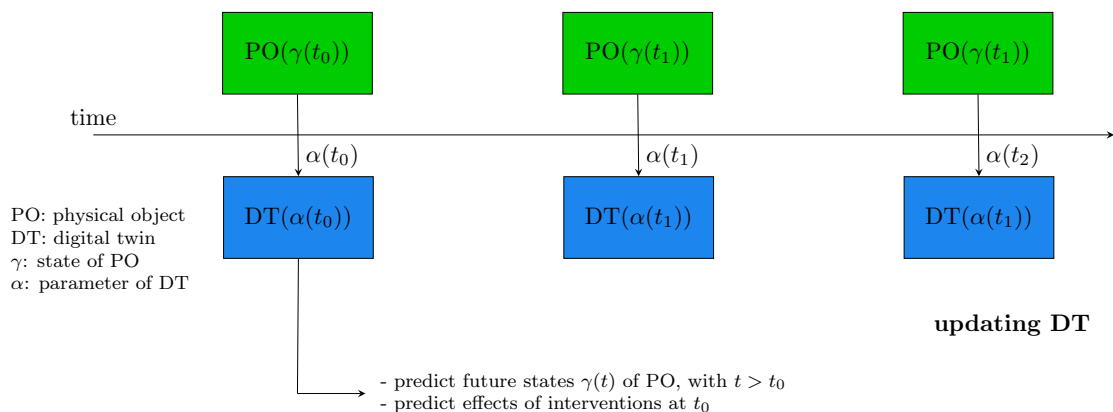 PO(γ(t₀)) PO(γ(t₁)) PO(γ(t₁))
time
α(t₀) α(t₁) α(t₂)
DT(α(t₀)) DT(α(t₁)) DT(α(t₁))
PO: physical object
DT: digital twin
γ: state of PO
α: parameter of DT
updating DT
- predict future states γ(t) of PO, with t > t₀
- predict effects of interventions at t₀